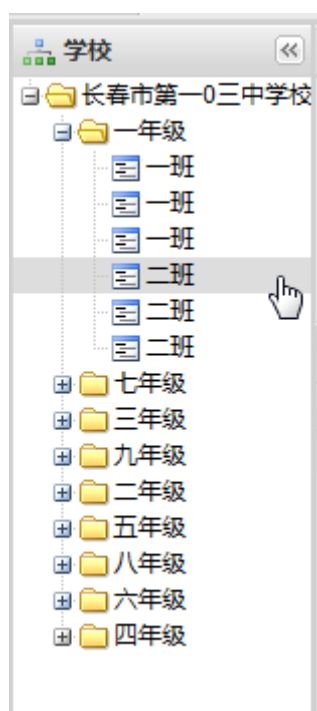 学校
长春市第一0三中学校
一年级
一班
一班
一班
二班
二班
二班
七年级
三年级
九年级
二年级
五年级
八年级
六年级
四年级